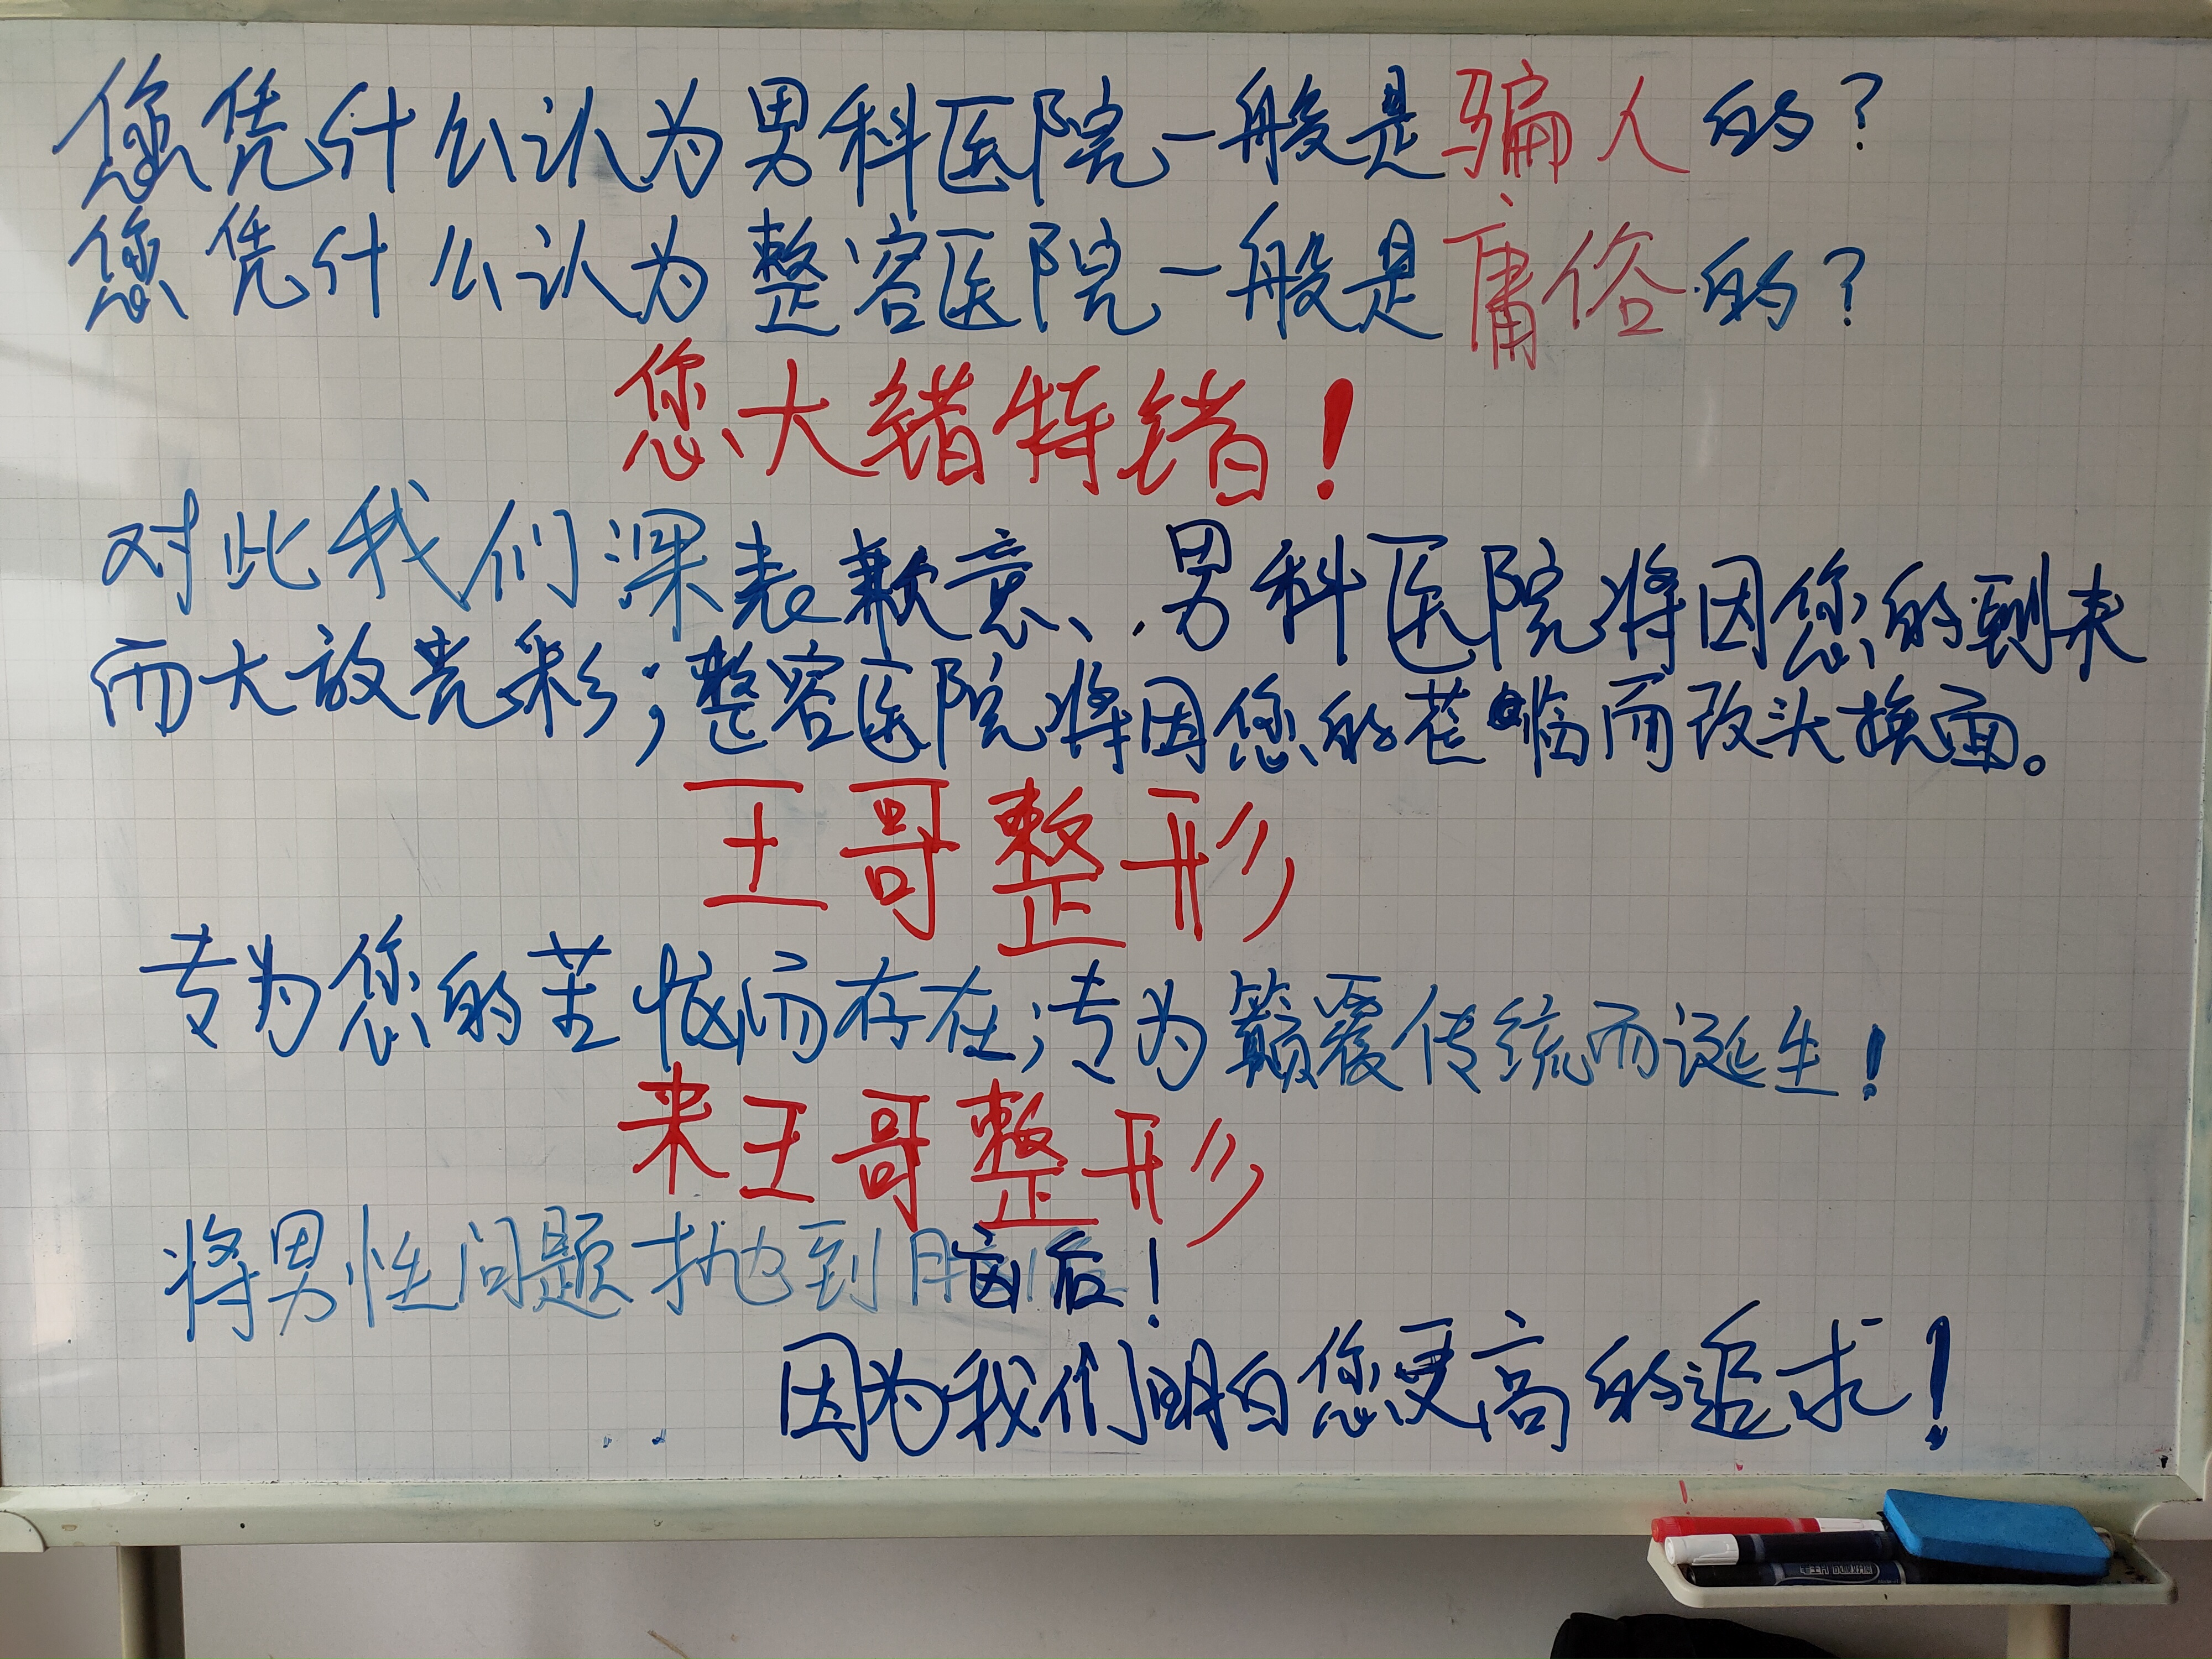 您凭什么认为男科医院一般是骗人的？
您凭什么认为整容医院一般是庸俗的？
您大错特错！
对此我们深表歉意、男科医院将因您的到来
而大放光彩；整容医院将因您的莅临而改头换面。
王哥整形
专为您的苦恼而存在；专为颠覆传统而诞生！
来王哥整形
将男性问题抛到脑后！
因为我们明白您更高的追求！